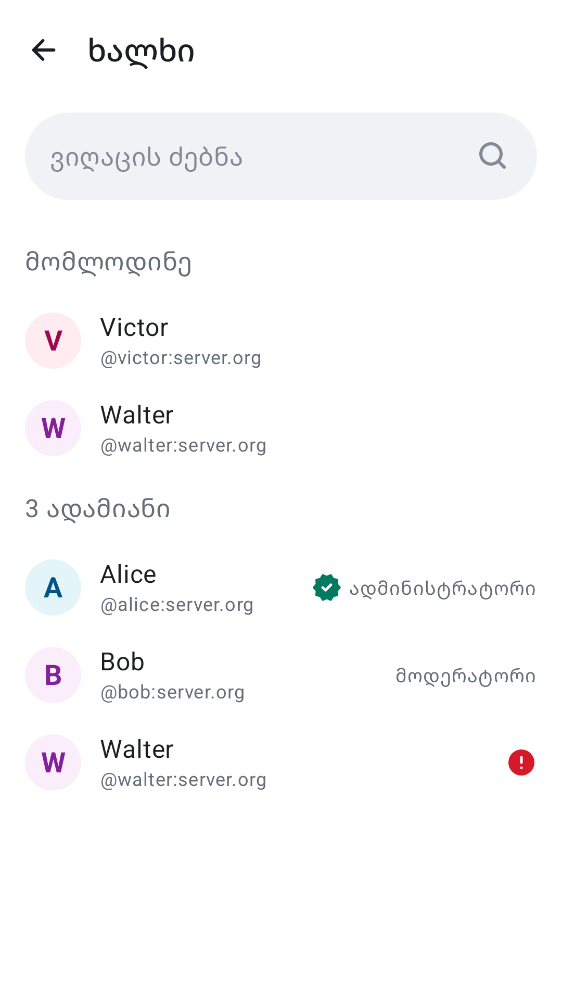 ხალხი
ვიღაცის ძებნა
მომლოდინე
V
Victor
@victor:server.org
W
Walter
@walter:server.org
3 ადამიანი
A
Alice
@alice:server.org
ადმინისტრატორი
B
Bob
@bob:server.org
მოდერატორი
W
Walter
@walter:server.org